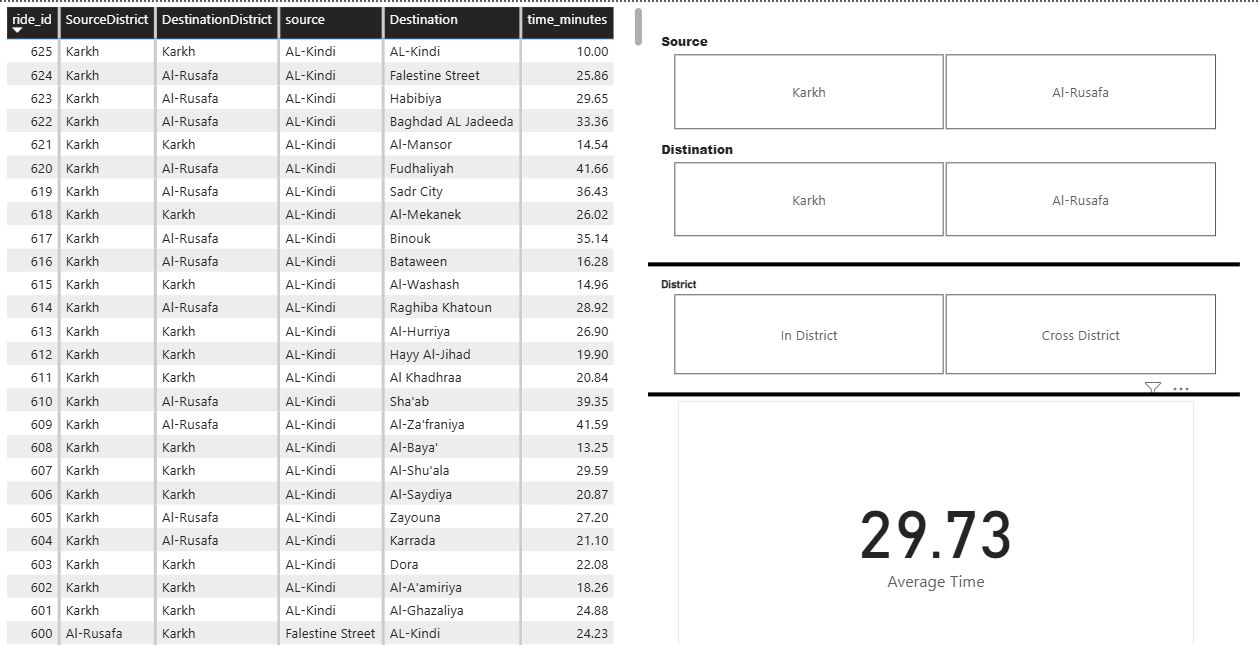 ride_id SourceDistrict DestinationDistrict source Destination time_minutes
625 Karkh Karkh AL-Kindi AL-Kindi 10.00
624 Karkh Al-Rusafa AL-Kindi Falestine Street 25.86
623 Karkh Al-Rusafa AL-Kindi Habibiya 29.65
622 Karkh Al-Rusafa AL-Kindi Baghdad AL Jadeeda 33.36
621 Karkh Karkh AL-Kindi Al-Mansor 14.54
620 Karkh Al-Rusafa AL-Kindi Fudhaliyah 41.66
619 Karkh Al-Rusafa AL-Kindi Sadr City 36.43
618 Karkh Karkh AL-Kindi Al-Mekanek 26.02
617 Karkh Al-Rusafa AL-Kindi Binouk 35.14
616 Karkh Al-Rusafa AL-Kindi Bataween 16.28
615 Karkh Karkh AL-Kindi Al-Washash 14.96
614 Karkh Al-Rusafa AL-Kindi Raghiba Khatoun 28.92
613 Karkh Karkh AL-Kindi Al-Hurriya 26.90
612 Karkh Karkh AL-Kindi Hayy Al-Jihad 19.90
611 Karkh Karkh AL-Kindi Al Khadhraa 20.84
610 Karkh Al-Rusafa AL-Kindi Sha'ab 39.35
609 Karkh Al-Rusafa AL-Kindi Al-Za'franiya 41.59
608 Karkh Karkh AL-Kindi Al-Baya' 13.25
607 Karkh Karkh AL-Kindi Al-Shu'ala 29.59
606 Karkh Karkh AL-Kindi Al-Saydiya 20.87
605 Karkh Al-Rusafa AL-Kindi Zayouna 27.20
604 Karkh Al-Rusafa AL-Kindi Karrada 21.10
603 Karkh Karkh AL-Kindi Dora 22.08
602 Karkh Karkh AL-Kindi Al-A'amiriya 18.26
601 Karkh Karkh AL-Kindi Al-Ghazaliya 24.88
600 Al-Rusafa Karkh Falestine Street AL-Kindi 24.23
Source
Karkh Al-Rusafa
Distination
Karkh Al-Rusafa
District
In District Cross District
29.73
Average Time